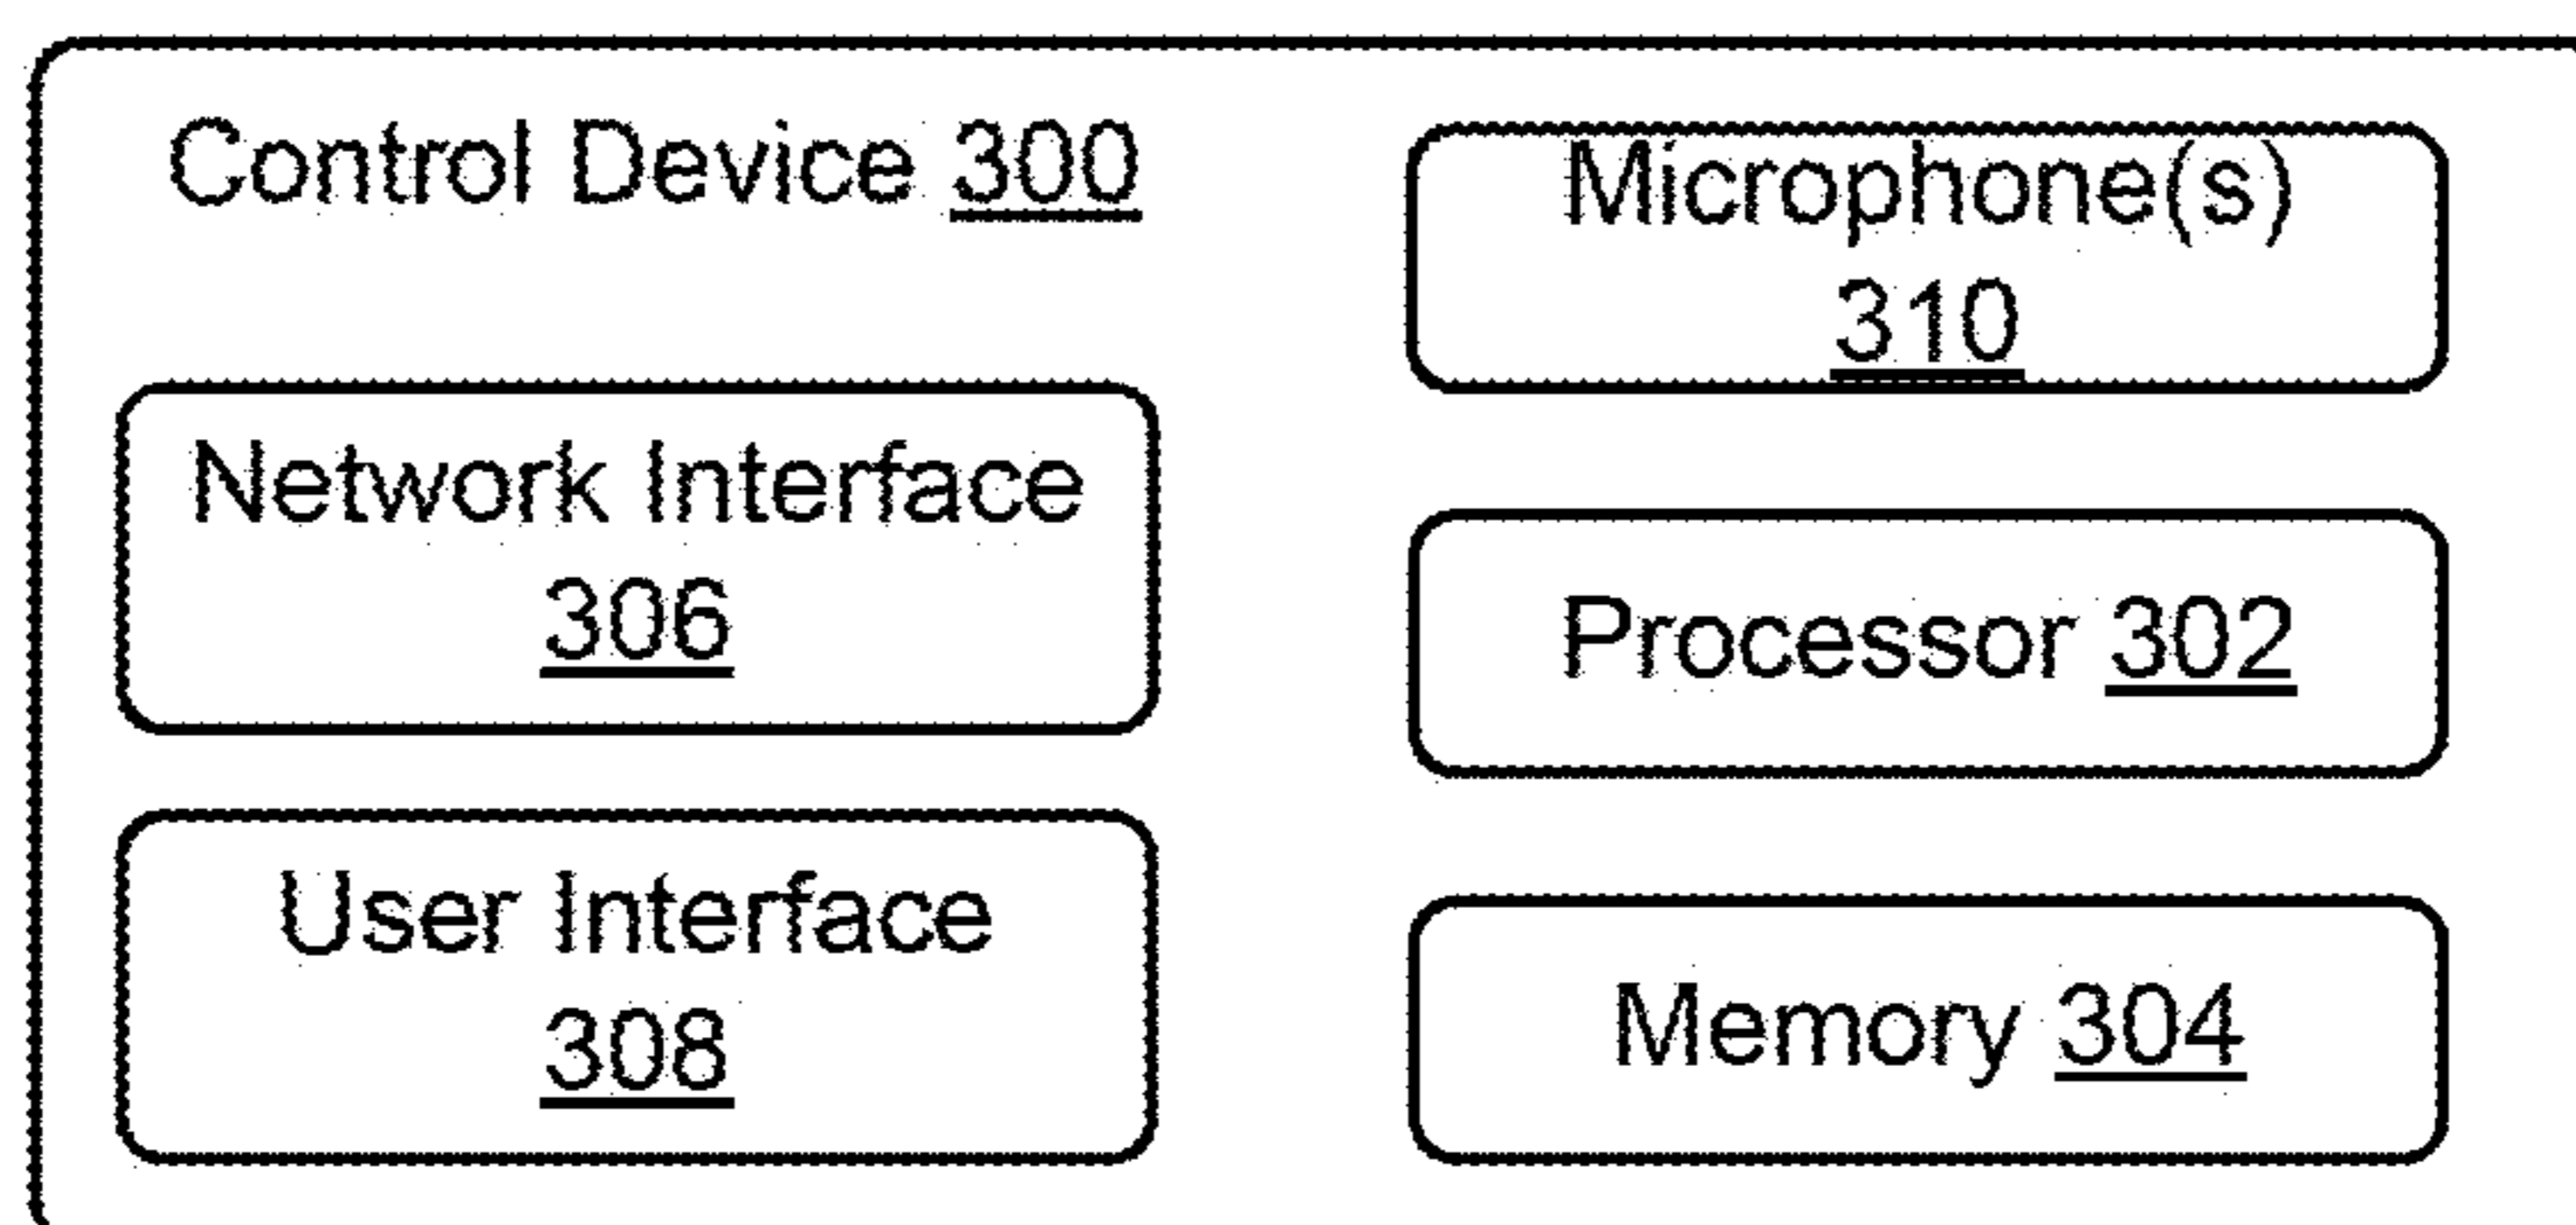 Control Device 300
Network Interface
306
User Interface
308
Microphone(s)
310
Processor 302
Memory 304